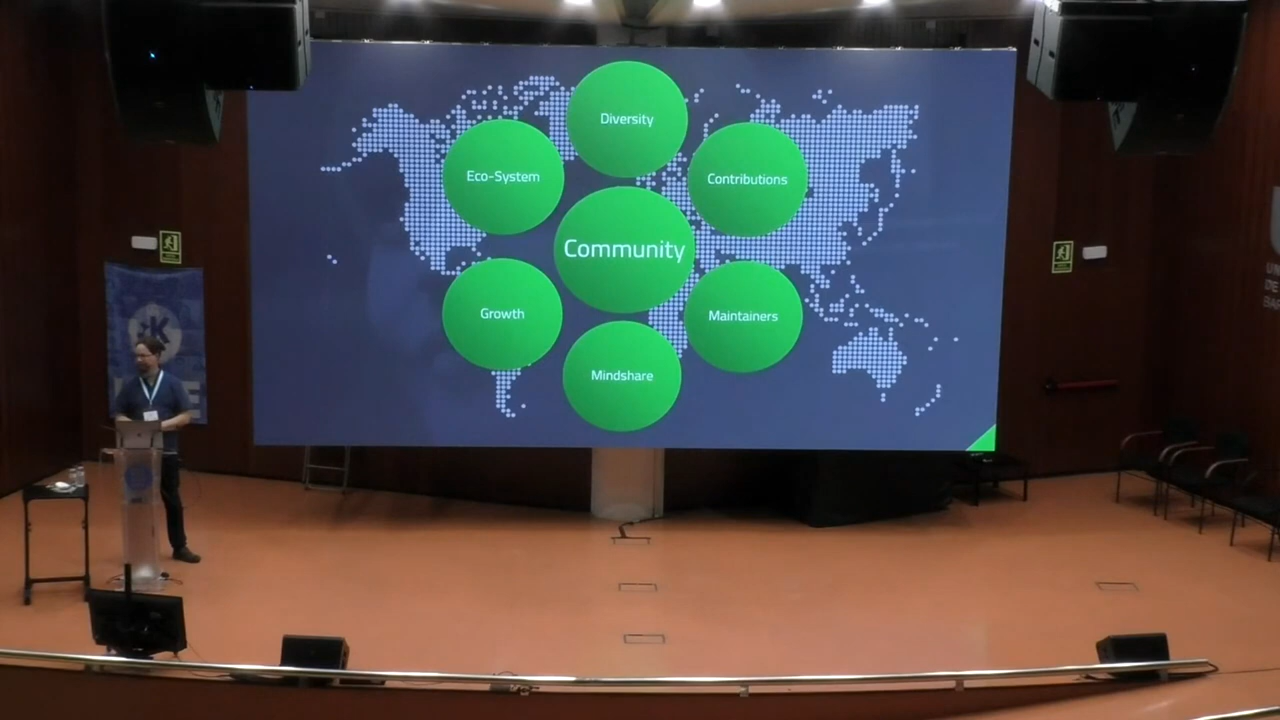 Diversity
Eco-System
Contributions
Community
Growth
Maintainers
Mindshare
K